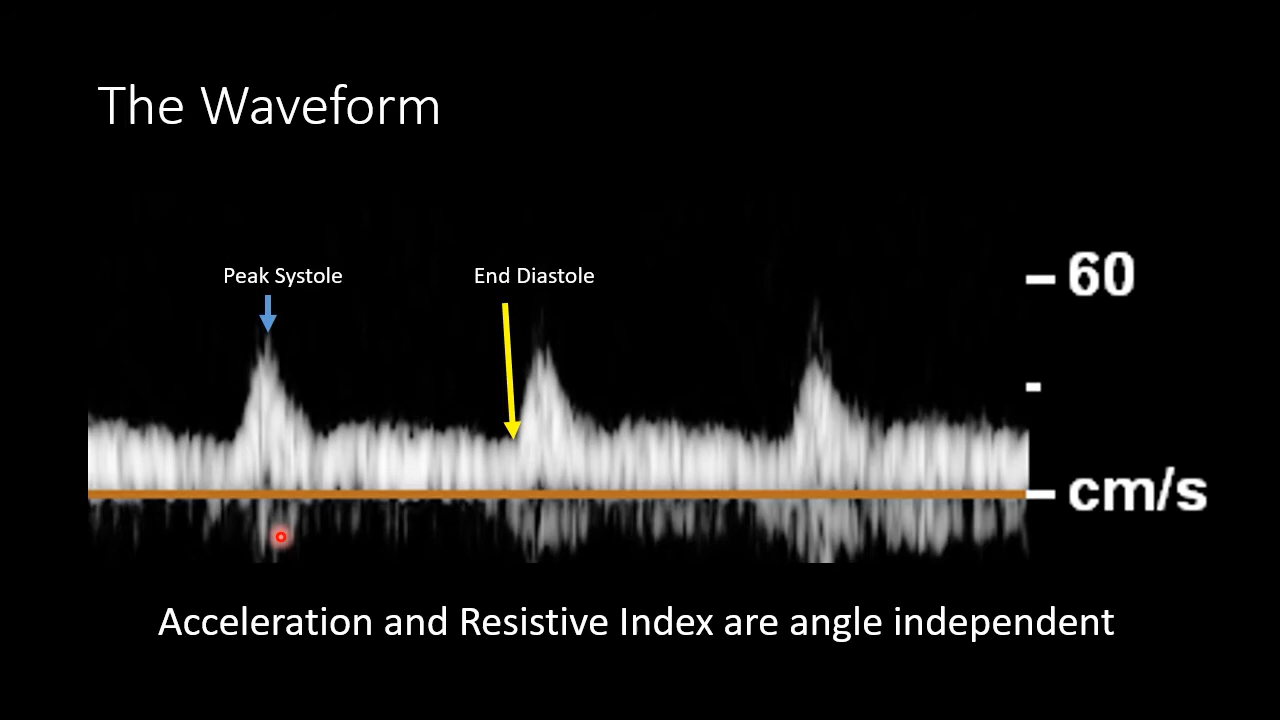 The Waveform
Peak Systole
End Diastole
60
cm/s
Acceleration and Resistive Index are angle independent